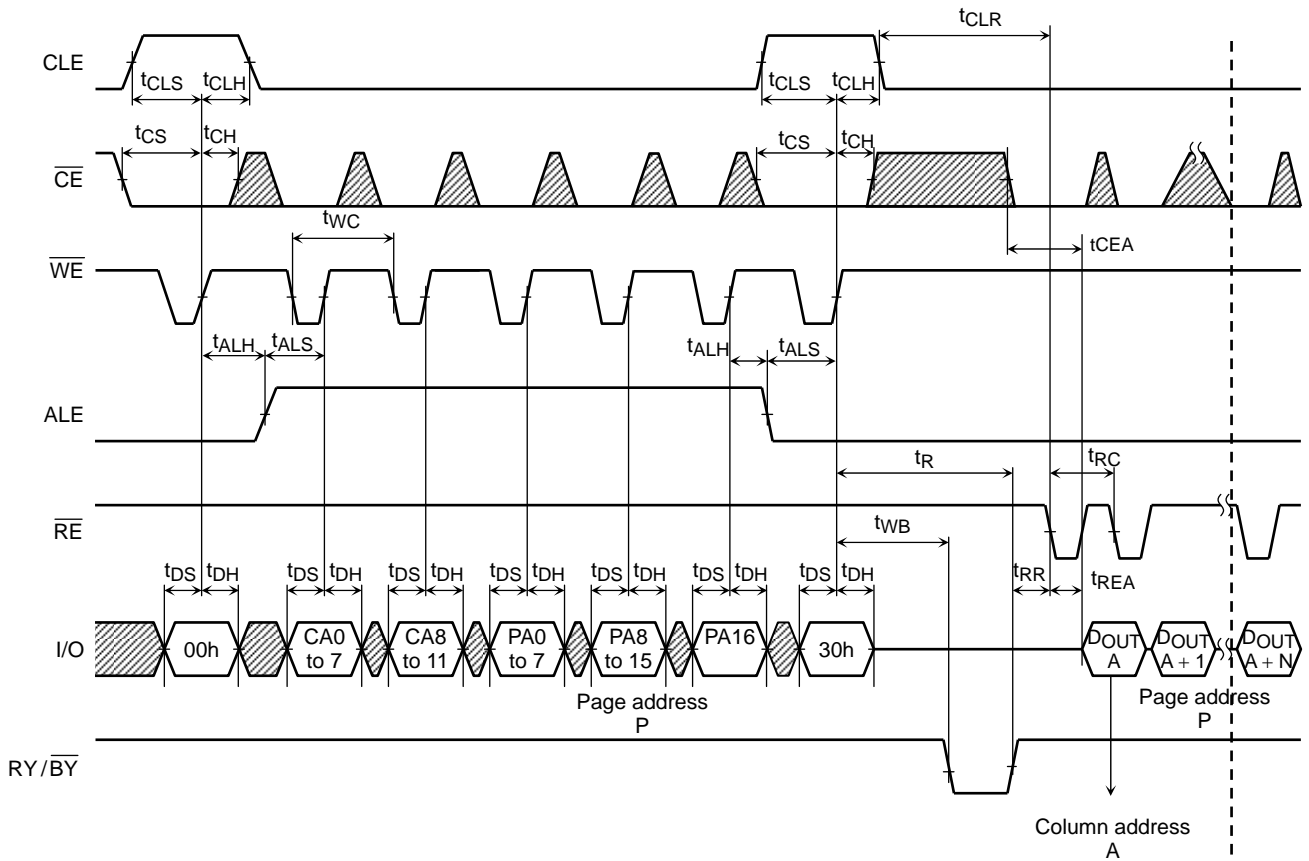 tCLR
CLE
tCLS tCLH tCLS tCLH
tCS tCH tCS tCH
CE
tWC
tCEA
WE
tALH tALS tALH tALS
ALE
tR tRC
RE
tWB
tDS tDH tDS tDH tDS tDH tDS tDH tDS tDH tDS tDH tDS tDH tRR tREA
I/O
00h
CA0
to 7
CA8
to 11
PA0
to 7
PA8
to 15
PA16
30h
DOUT
A
DOUT
A + 1
DOUT
A + N
Page address
P
Page address
P
RY/BY
Column address
A